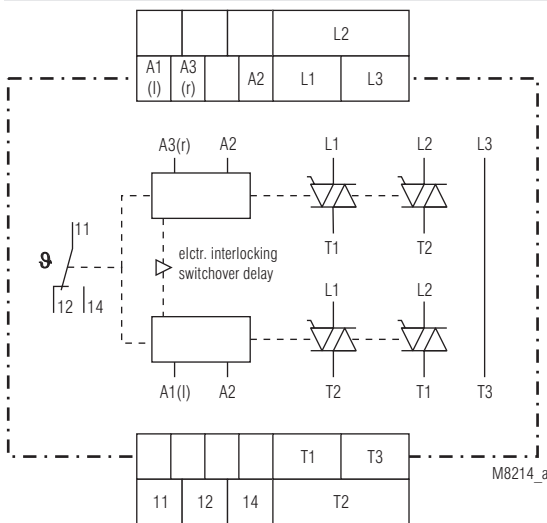 L2
A1 A3 A2 L1 L3
(l) (r)
A3(r) A2 L1 L2 L3
T1 T2
11
ϑ
elctr. interlocking
switchover delay
12 14
L1 L2
A1(l) A2 T2 T1 T3
T1 T3
M8214_a
11 12 14 T2